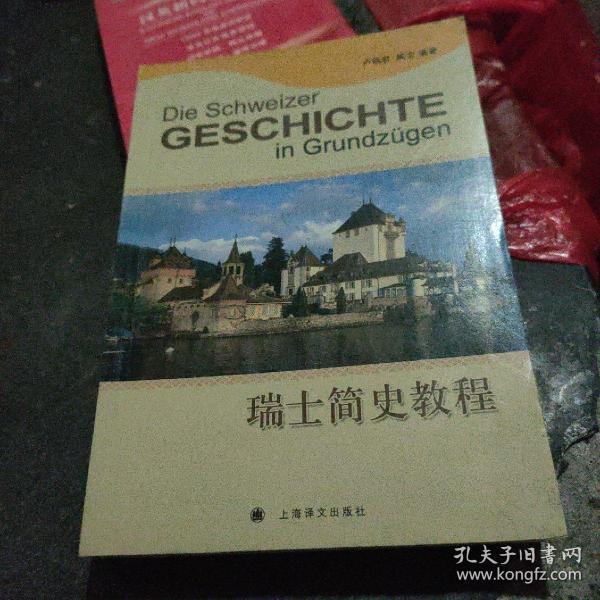 Die Schweizer
GESCHICHTE
in Grundzügen
瑞士简史教程
上海译文出版社
孔夫子旧书网
www.kongfz.com